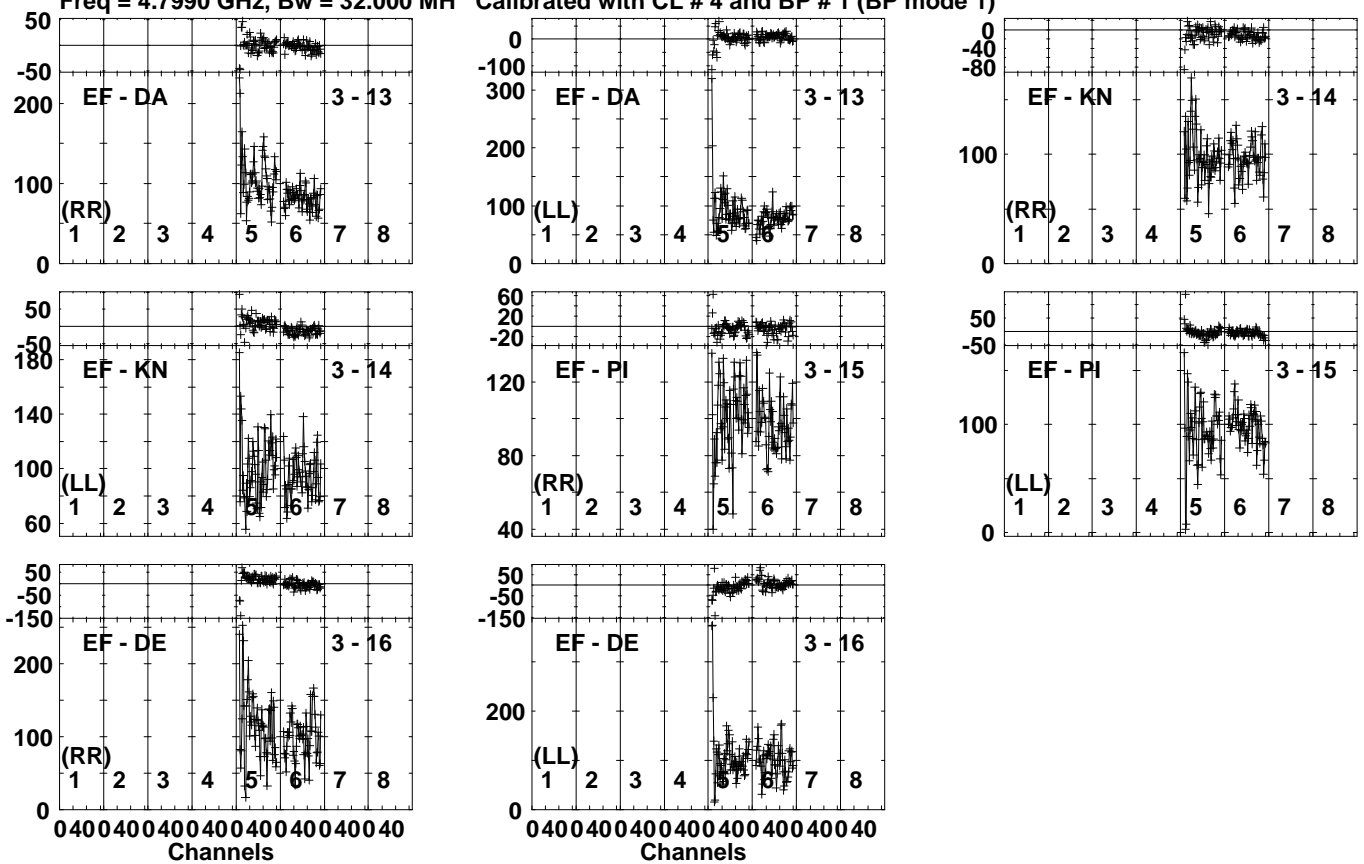 Freq = 4.7990 GHz, Bw = 32.000 MH Calibrated with CL # 4 and BP # 1 (BP mode 1)
50
-50
EF - DA 3 - 13
200
100
(RR)
1 2 3 4 5 6 7 8
0
0
-100
300
EF - DA 3 - 13
200
100
(LL)
1 2 3 4 5 6 7 8
0
0
-40
-80
EF - KN 3 - 14
100
(RR)
1 2 3 4 5 6 7 8
0
50
-50
180
EF - KN 3 - 14
140
100
(LL)
1 2 3 4 5 6 7 8
60
60
20
-20
EF - PI 3 - 15
120
80
(RR)
1 2 3 4 5 6 7 8
40
50
-50
EF - PI 3 - 15
100
(LL)
1 2 3 4 5 6 7 8
0
50
-50
-150
EF - DE 3 - 16
200
100
(RR)
1 2 3 4 5 6 7 8
0
0 40 0 40 0 40 0 40 0 40 0 40 0 40 0 40
Channels
50
-50
-150
EF - DE 3 - 16
200
(LL)
1 2 3 4 5 6 7 8
0
0 40 0 40 0 40 0 40 0 40 0 40 0 40 0 40
Channels